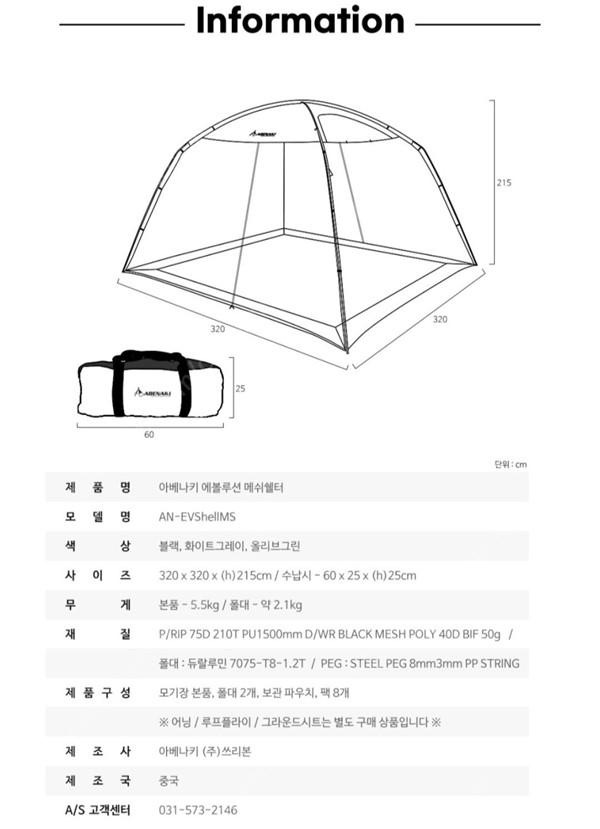 Information
ABENAKI
215
320
320
ABENAKI
25
60
단위 : cm
제 품 명 아베나키 에볼루션 메쉬쉘터
모 델 명 AN-EVShellMS
색 상 블랙, 화이트그레이, 올리브그린
사 이 즈 320 x 320 x (h)215cm / 수납시 - 60 x 25 x (h)25cm
무 게 본품 - 5.5kg / 폴대 - 약 2.1kg
재 질 P/RIP 75D 210T PU1500mm D/WR BLACK MESH POLY 40D BIF 50g /
폴대 : 듀랄루민 7075-T8-1.2T / PEG : STEEL PEG 8mm3mm PP STRING
제 품 구 성 모기장 본품, 폴대 2개, 보관 파우치, 팩 8개
※ 어닝 / 루프플라이 / 그라운드시트는 별도 구매 상품입니다 ※
제 조 사 아베나키 (주)쓰리본
제 조 국 중국
A/S 고객센터 031-573-2146